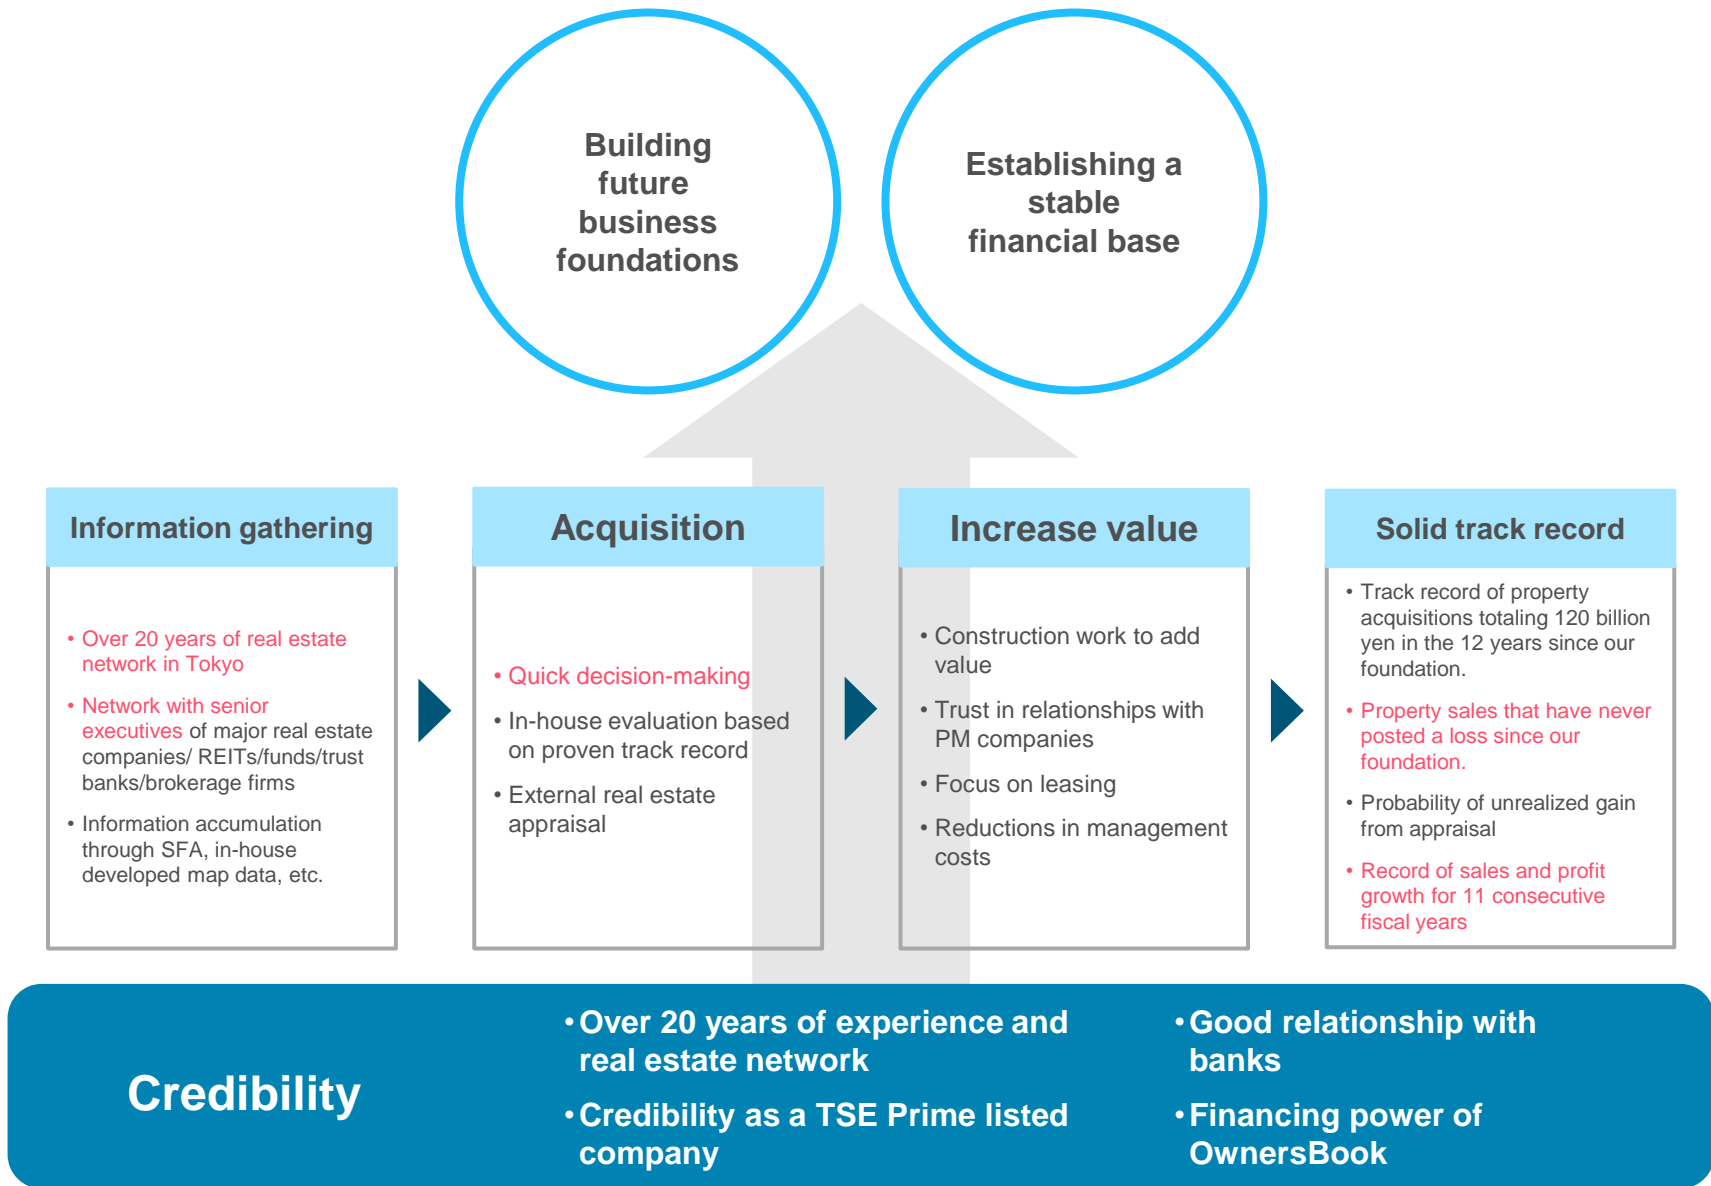 Building
future
business
foundations
Establishing a
stable
financial base
Information gathering
• Over 20 years of real estate
network in Tokyo
• Network with senior
executives of major real estate
companies/ REITs/funds/trust
banks/brokerage firms
• Information accumulation
through SFA, in-house
developed map data, etc.
Acquisition
• Quick decision-making
• In-house evaluation based
on proven track record
• External real estate
appraisal
Increase value
• Construction work to add
value
• Trust in relationships with
PM companies
• Focus on leasing
• Reductions in management
costs
Solid track record
• Track record of property
acquisitions totaling 120 billion
yen in the 12 years since our
foundation.
• Property sales that have never
posted a loss since our
foundation.
• Probability of unrealized gain
from appraisal
• Record of sales and profit
growth for 11 consecutive
fiscal years
Credibility
• Over 20 years of experience and
real estate network
• Credibility as a TSE Prime listed
company
• Good relationship with
banks
• Financing power of
OwnersBook